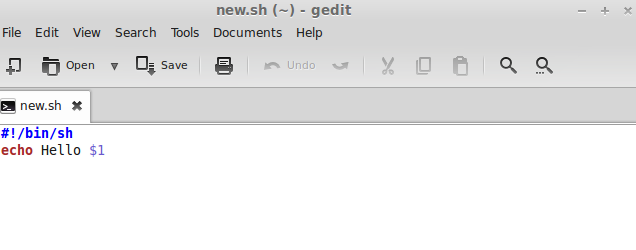 new.sh (~) - gedit
File Edit View Search Tools Documents Help
Open Save Undo
new.sh
#!/bin/sh
echo Hello $1